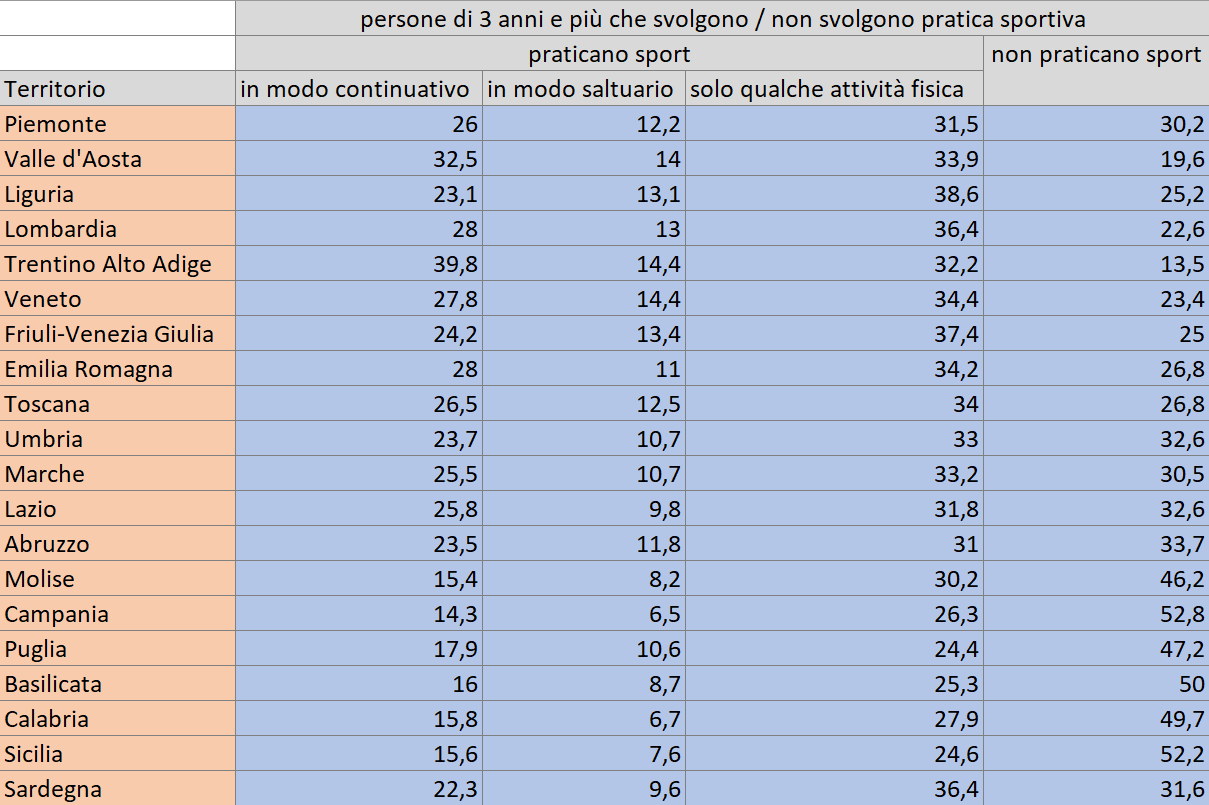 persone di 3 anni e più che svolgono / non svolgono pratica sportiva
praticano sport non praticano sport
Territorio in modo continuativo in modo saltuario solo qualche attività fisica
Piemonte 26 12,2 31,5 30,2
Valle d'Aosta 32,5 14 33,9 19,6
Liguria 23,1 13,1 38,6 25,2
Lombardia 28 13 36,4 22,6
Trentino Alto Adige 39,8 14,4 32,2 13,5
Veneto 27,8 14,4 34,4 23,4
Friuli-Venezia Giulia 24,2 13,4 37,4 25
Emilia Romagna 28 11 34,2 26,8
Toscana 26,5 12,5 34 26,8
Umbria 23,7 10,7 33 32,6
Marche 25,5 10,7 33,2 30,5
Lazio 25,8 9,8 31,8 32,6
Abruzzo 23,5 11,8 31 33,7
Molise 15,4 8,2 30,2 46,2
Campania 14,3 6,5 26,3 52,8
Puglia 17,9 10,6 24,4 47,2
Basilicata 16 8,7 25,3 50
Calabria 15,8 6,7 27,9 49,7
Sicilia 15,6 7,6 24,6 52,2
Sardegna 22,3 9,6 36,4 31,6